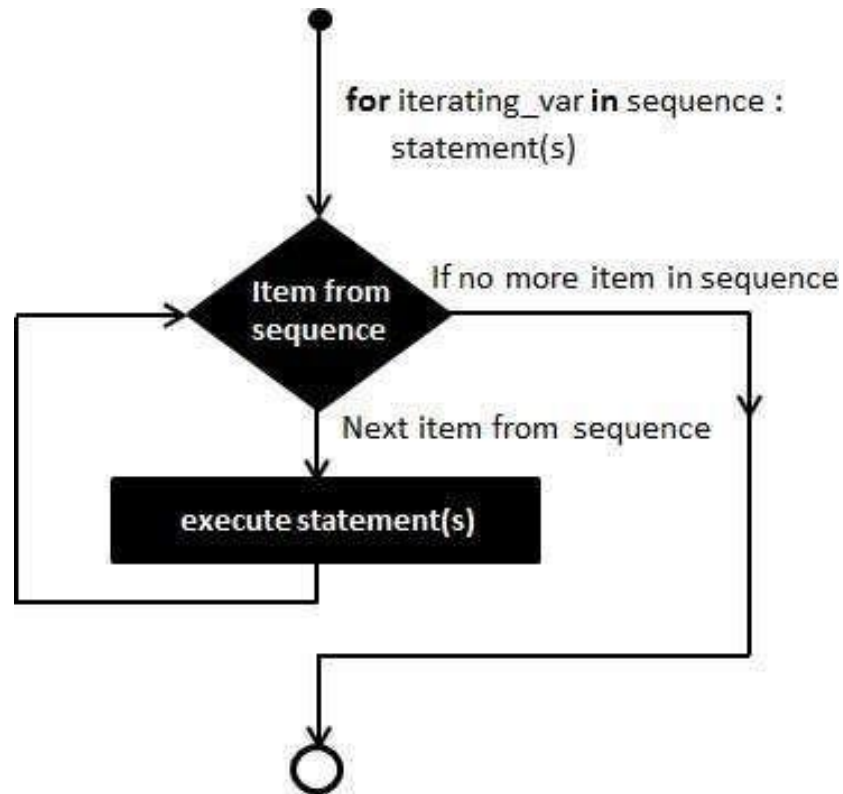 for iterating_var in sequence :
statement(s)
If no more item in sequence
Item from
sequence
Next item from sequence
execute statement(s)